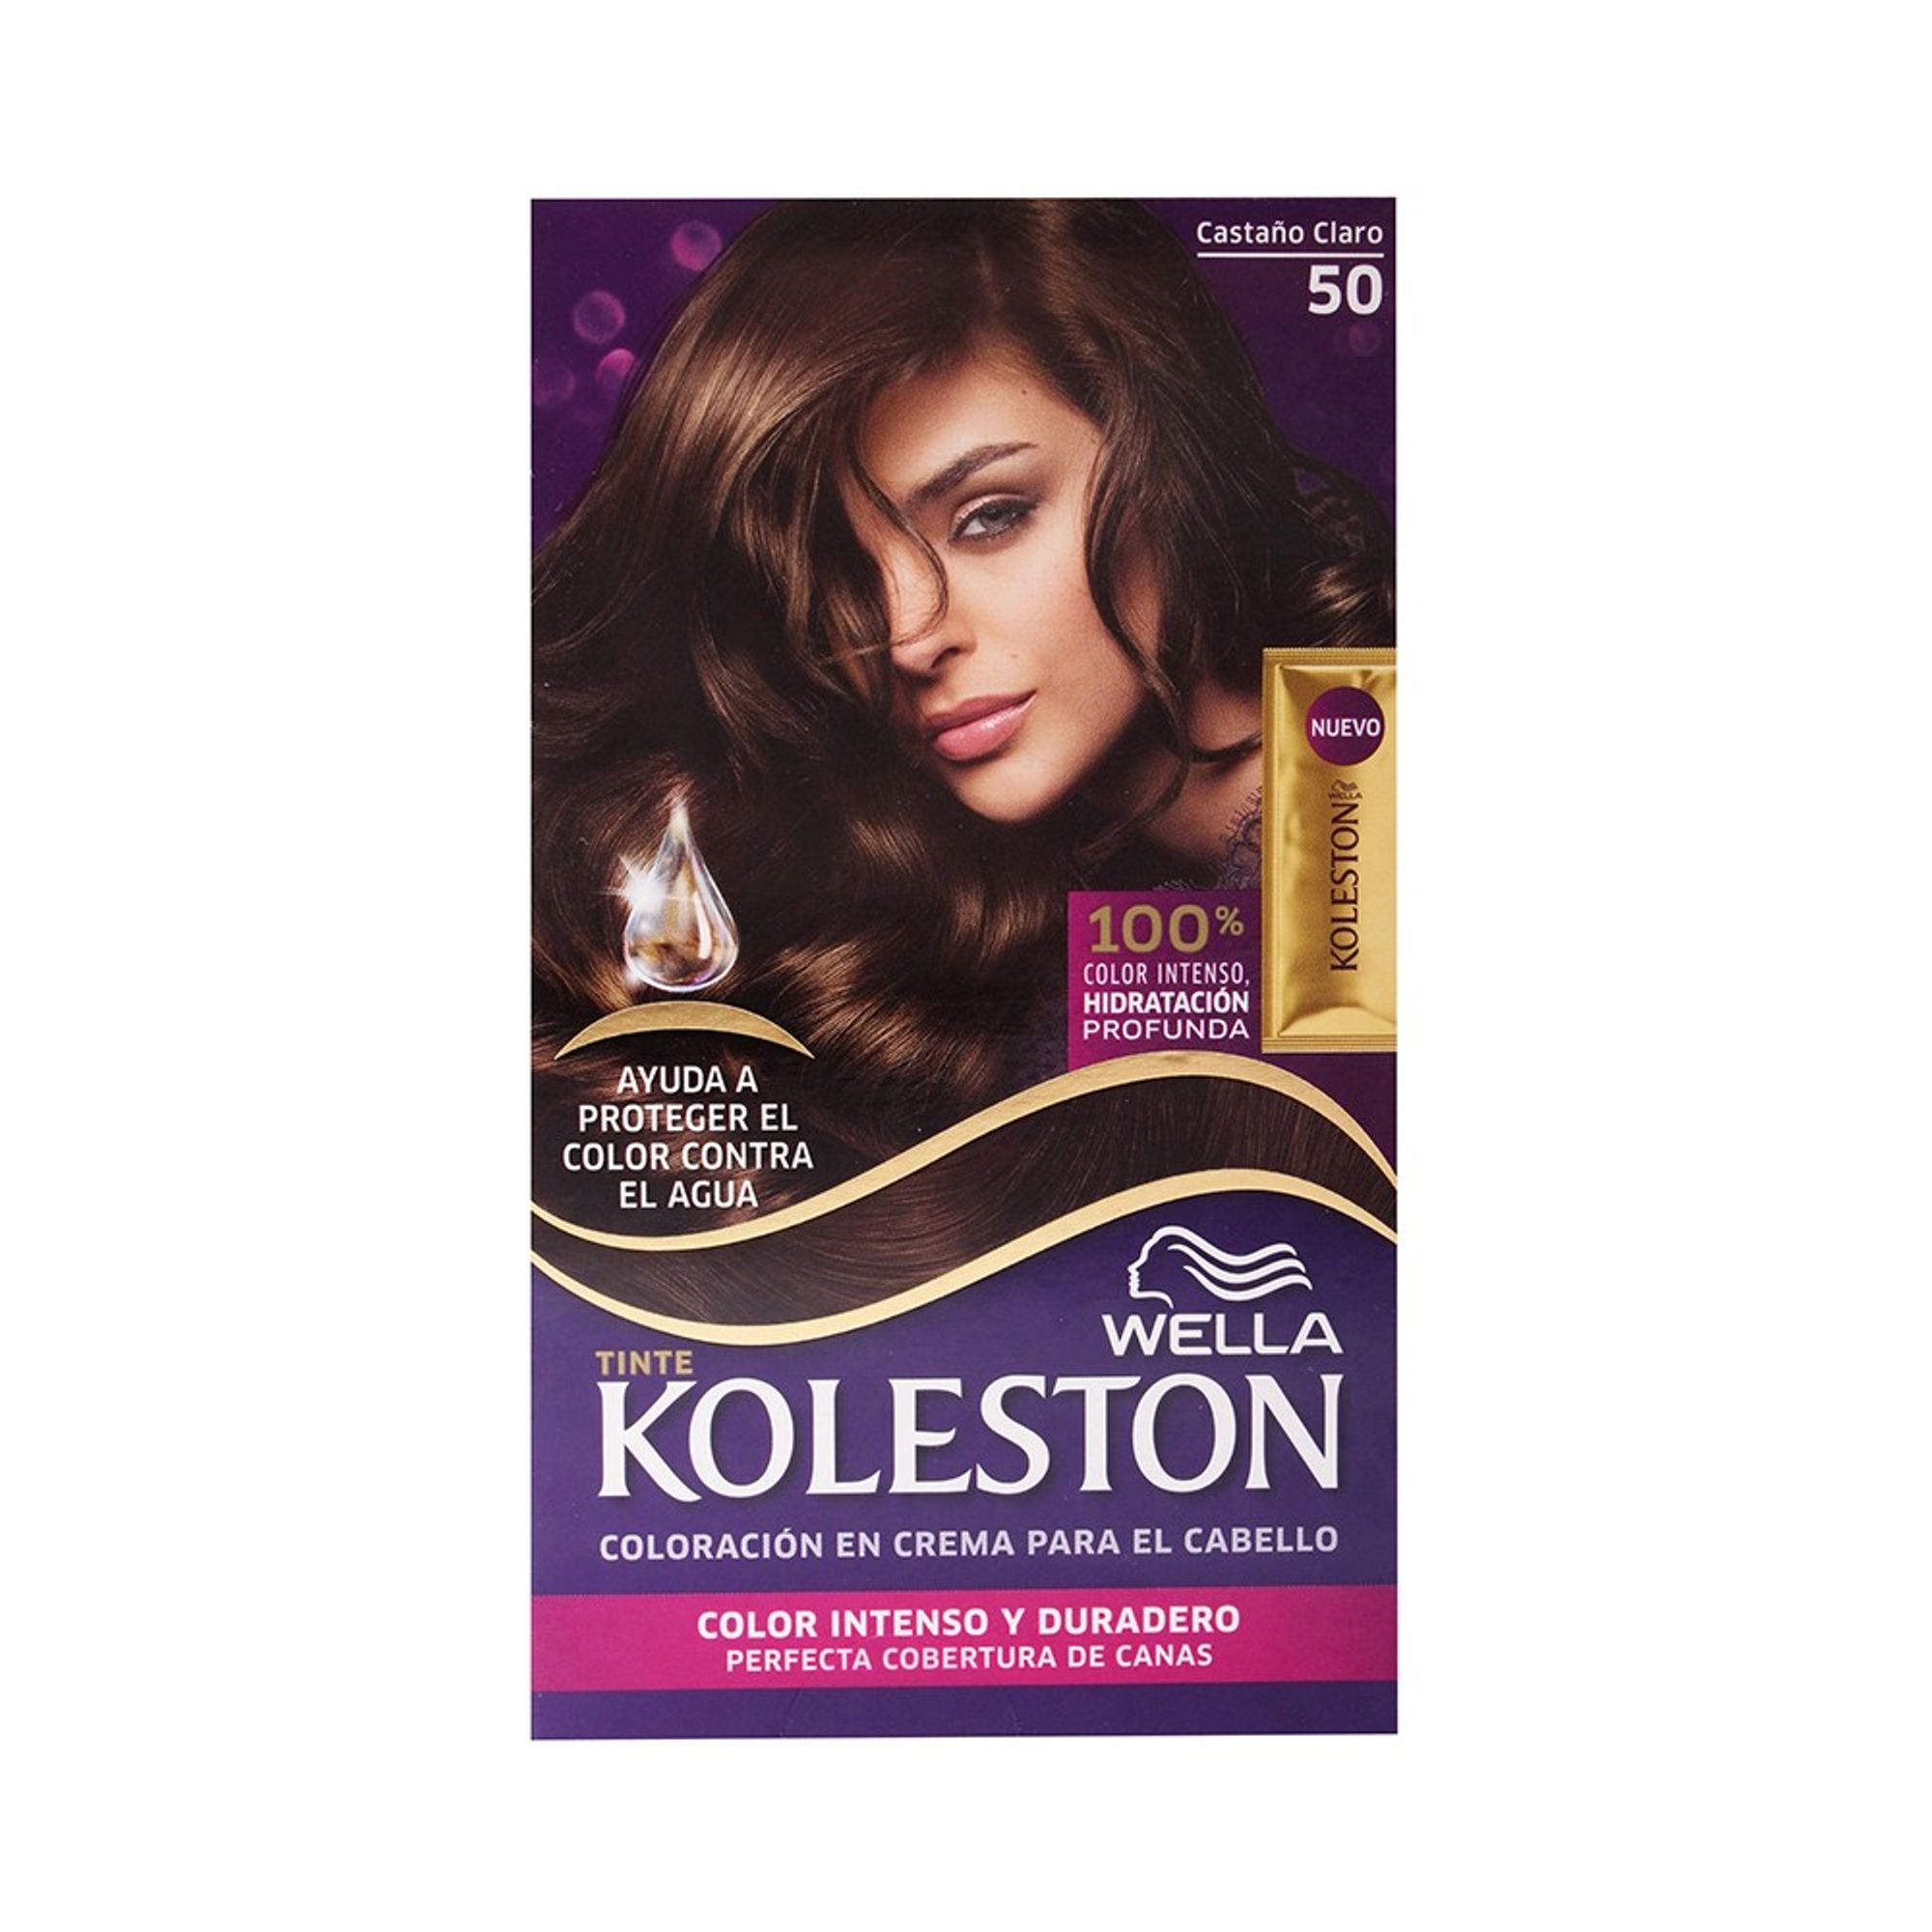 Castaño Claro
50
NUEVO
WELLA
KOLESTON
100%
COLOR INTENSO,
HIDRATACIÓN
PROFUNDA
AYUDA A
PROTEGER EL
COLOR CONTRA
EL AGUA
WELLA
TINTE
KOLESTON
COLORACIÓN EN CREMA PARA EL CABELLO
COLOR INTENSO Y DURADERO
PERFECTA COBERTURA DE CANAS